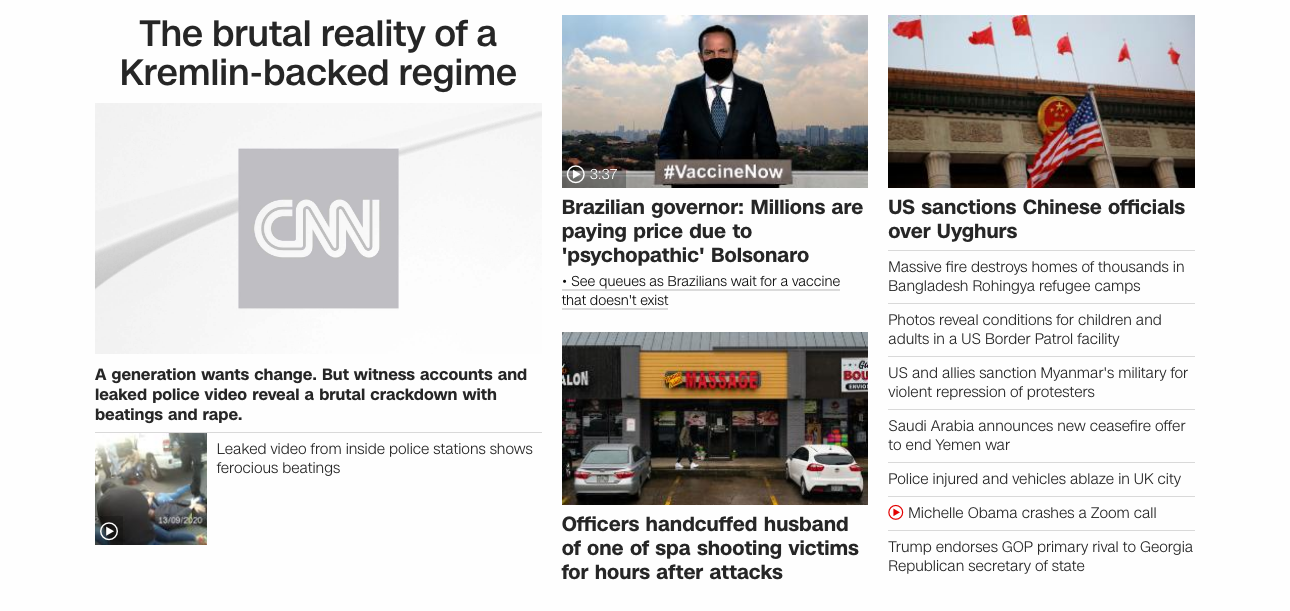 The brutal reality of a
Kremlin-backed regime
CNN
A generation wants change. But witness accounts and
leaked police video reveal a brutal crackdown with
beatings and rape.
13/09/2020
Leaked video from inside police stations shows
ferocious beatings
#VaccineNow
3:37
Brazilian governor: Millions are
paying price due to
'psychopathic' Bolsonaro
• See queues as Brazilians wait for a vaccine
that doesn't exist
MASSAGE
Officers handcuffed husband
of one of spa shooting victims
for hours after attacks
US sanctions Chinese officials
over Uyghurs
Massive fire destroys homes of thousands in
Bangladesh Rohingya refugee camps
Photos reveal conditions for children and
adults in a US Border Patrol facility
US and allies sanction Myanmar's military for
violent repression of protesters
Saudi Arabia announces new ceasefire offer
to end Yemen war
Police injured and vehicles ablaze in UK city
Michelle Obama crashes a Zoom call
Trump endorses GOP primary rival to Georgia
Republican secretary of state